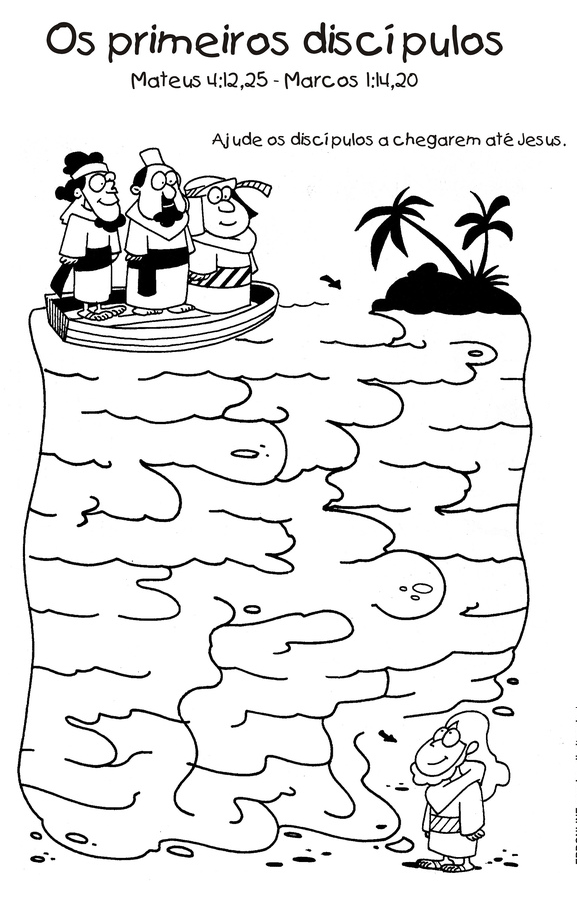 Os primeiros discípulos
Mateus 4:12,25 - Marcos 1:14,20
Ajude os discípulos a chegarem até Jesus.